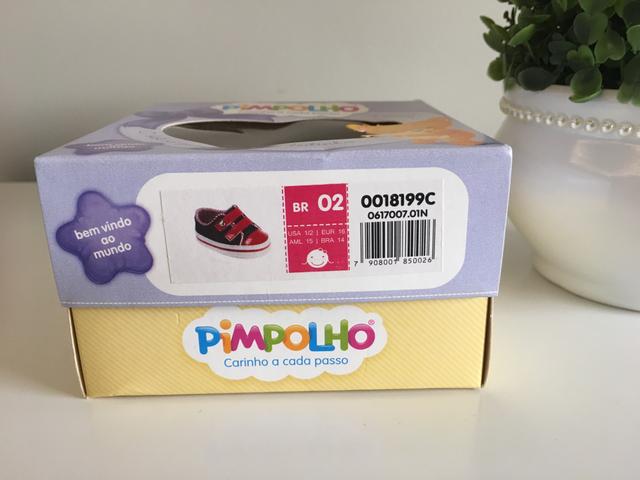 PiMPOLHO
bem vindo
ao
mundo
BR 02
USA 1/2 | EUR 16
AML 15 | BRA 14
0018199C
0617007.01N
7 908001 850026
PiMPOLHO®
Carinho a cada passo